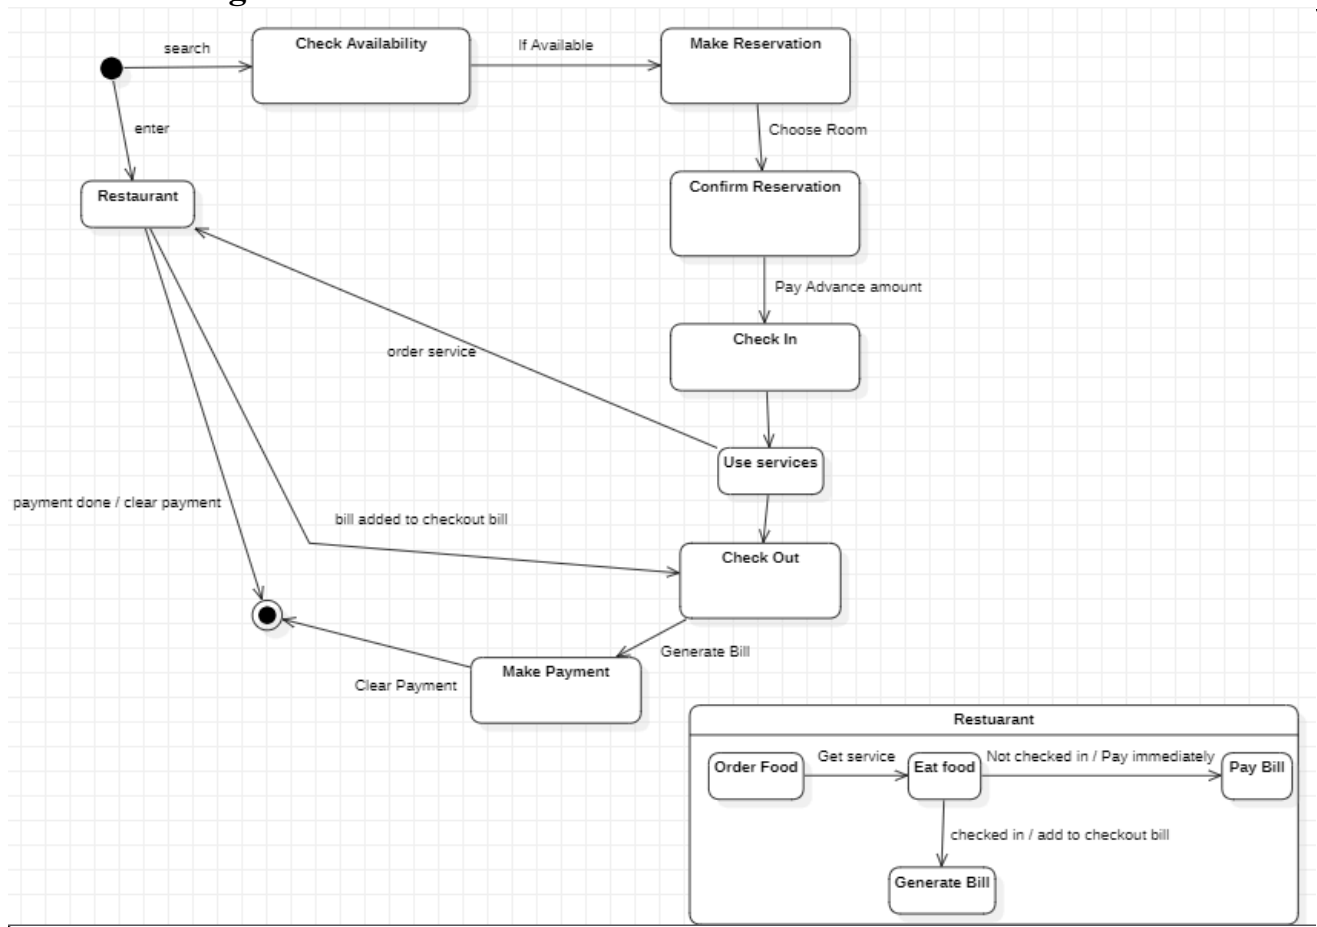 search
Check Availability
If Available
Make Reservation
enter
Choose Room
Restaurant
Confirm Reservation
Pay Advance amount
Check In
order service
Use services
payment done / clear payment
bill added to checkout bill
Check Out
Generate Bill
Make Payment
Clear Payment
Restuarant
Order Food
Get service
Eat food
Not checked in / Pay immediately
Pay Bill
checked in / add to checkout bill
Generate Bill